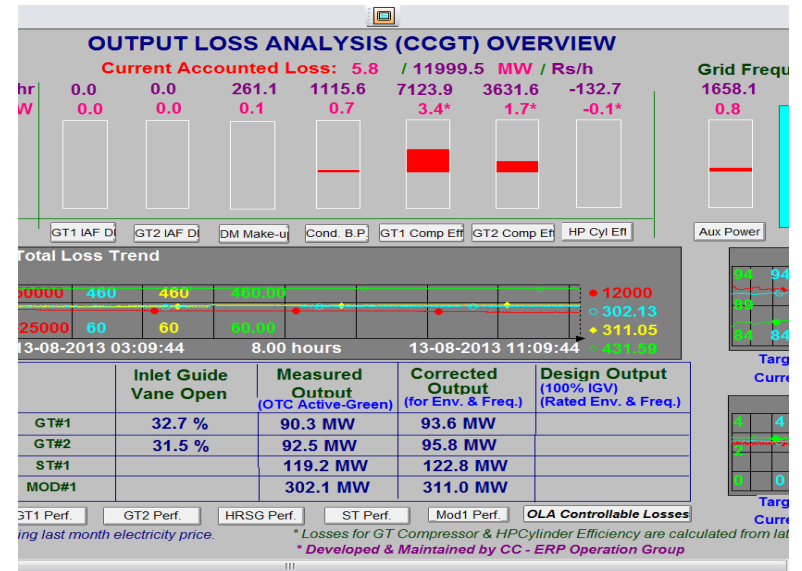 OUTPUT LOSS ANALYSIS (CCGT) OVERVIEW
Current Accounted Loss: 5.8 / 11999.5 MW / Rs/h
Grid Frequ
hr 0.0 0.0 261.1 1115.6 7123.9 3631.6 -132.7 1658.1
W 0.0 0.0 0.1 0.7 3.4* 1.7* -0.1* 0.8
GT1 IAF DI GT2 IAF DI DM Make-u Cond. B.P. GT1 Comp Eff GT2 Comp Eff HP Cyl Eff Aux Power
Total Loss Trend
94 94
50000 460 460 460.00 12000
302.13
89
25000 60 60 60.00 311.05
84 84
13-08-2013 03:09:44 8.00 hours 13-08-2013 11:09:44 431.59
Targ
Curre
Inlet Guide Vane Open
Measured Output
(OTC Active-Green)
Corrected Output
(for Env. & Freq.)
Design Output
(100% IGV)
(Rated Env. & Freq.)
GT#1 32.7 % 90.3 MW 93.6 MW
GT#2 31.5 % 92.5 MW 95.8 MW
ST#1 119.2 MW 122.8 MW
MOD#1 302.1 MW 311.0 MW
4 4
2
0 0
Targ
Curre
GT1 Perf. GT2 Perf. HRSG Perf. ST Perf. Mod1 Perf. OLA Controllable Losses
ing last month electricity price.
* Losses for GT Compressor & HPCylinder Efficiency are calculated from lat
* Developed & Maintained by CC - ERP Operation Group